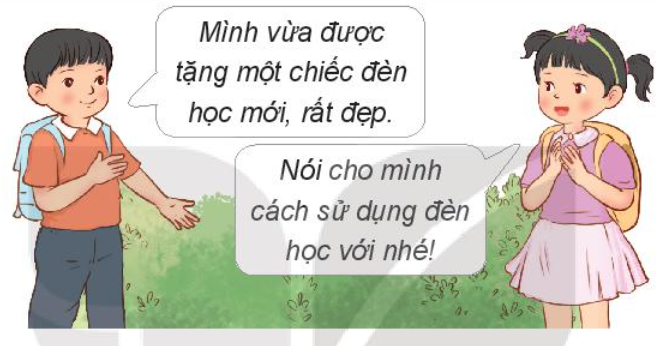 Mình vừa được
tặng một chiếc đèn
học mới, rất đẹp.
Nói cho mình
cách sử dụng đèn
học với nhé!